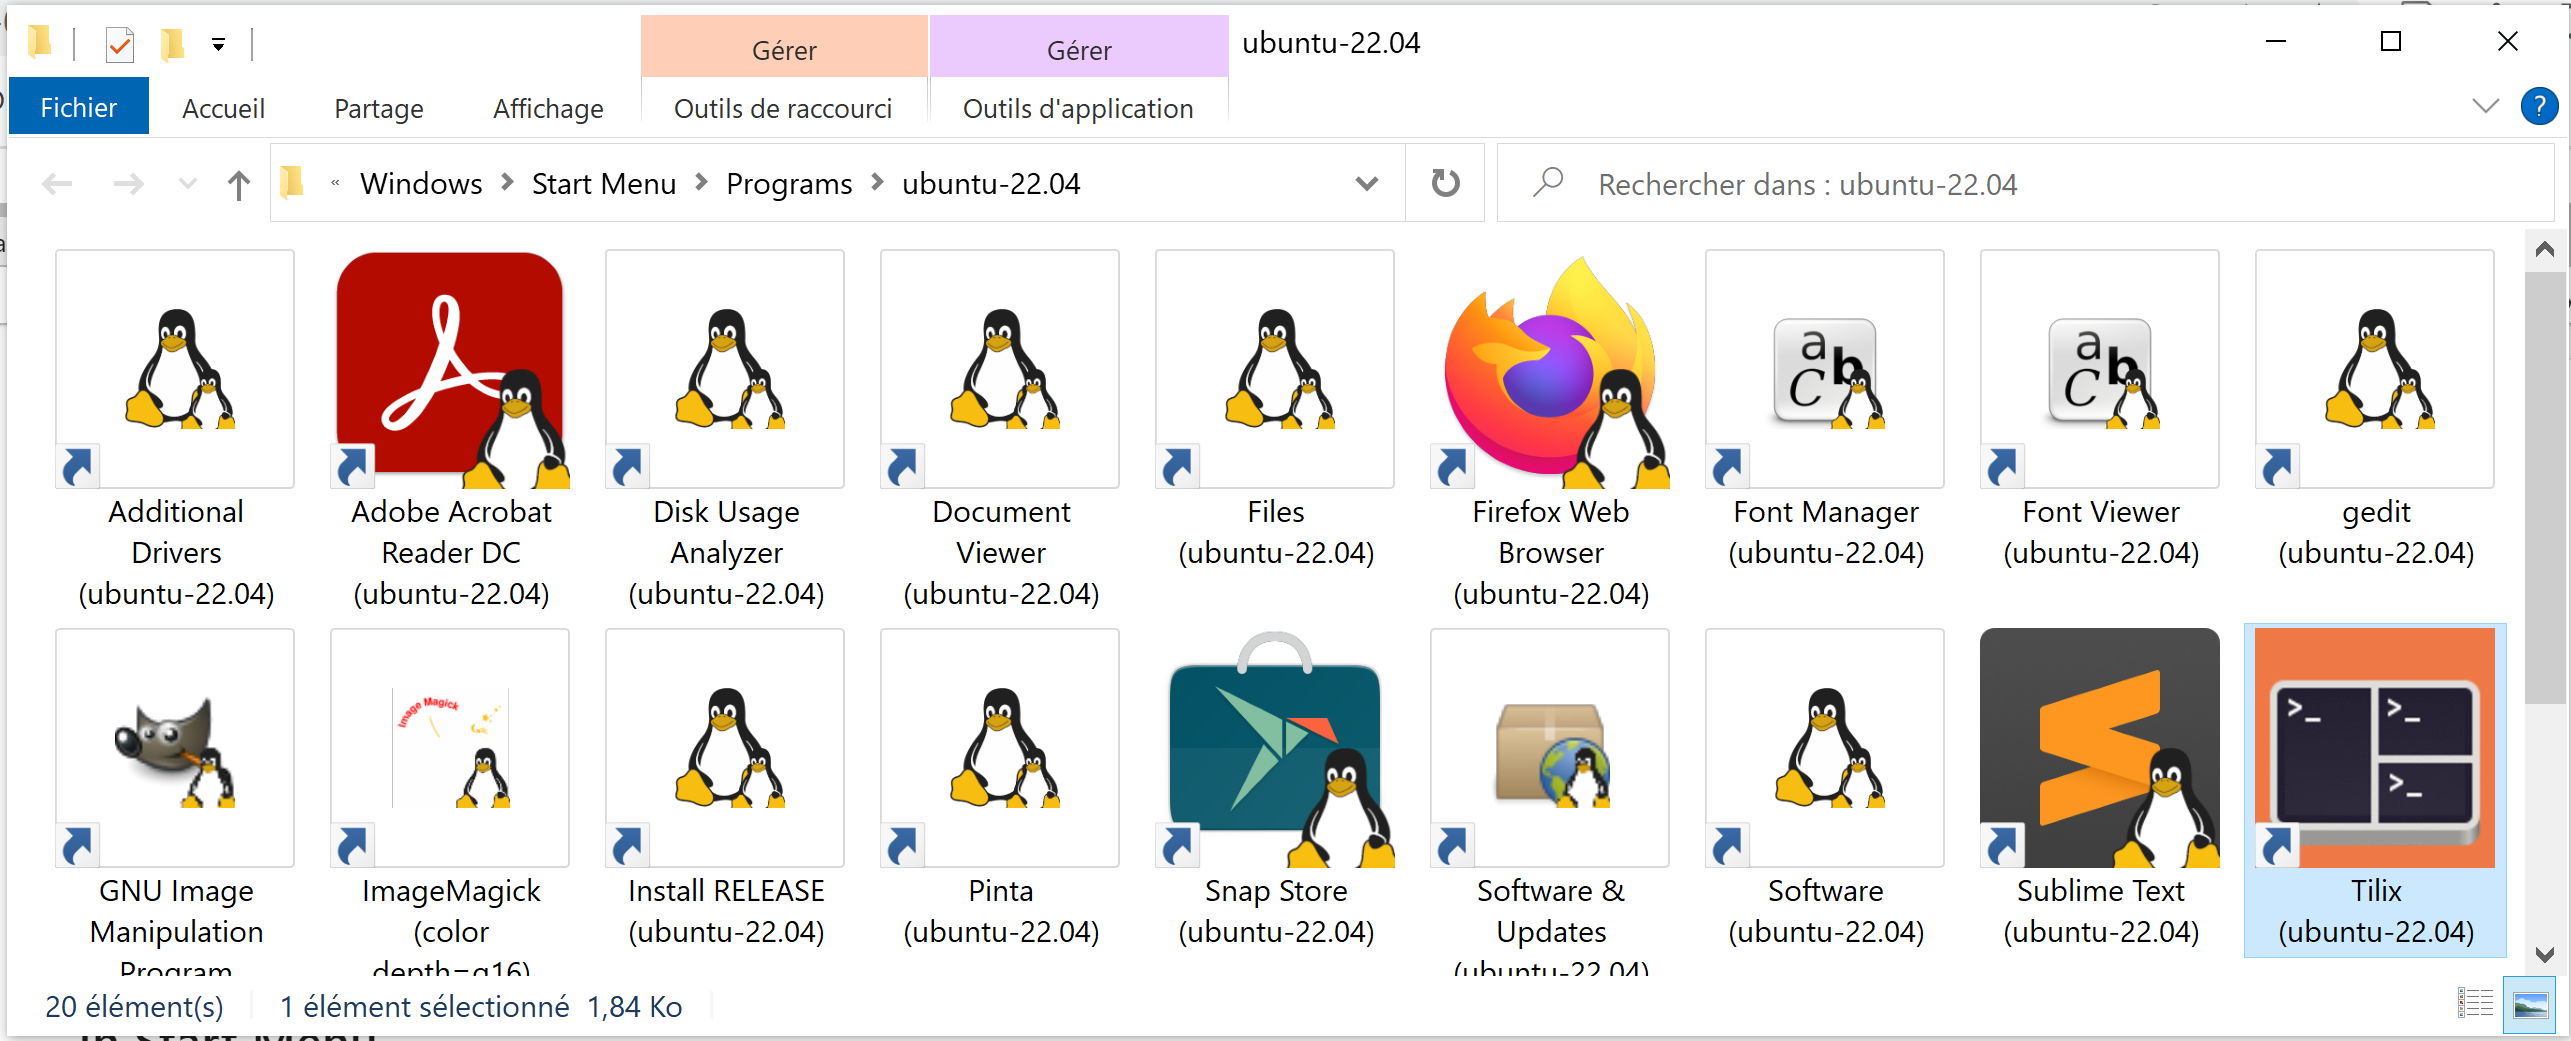 Gérer
Gérer
ubuntu-22.04
Fichier
Accueil
Partage
Affichage
Outils de raccourci
Outils d'application
?
« Windows > Start Menu > Programs > ubuntu-22.04
Rechercher dans : ubuntu-22.04
a
b
C
a
b
C
Additional
Drivers
(ubuntu-22.04)
Adobe Acrobat
Reader DC
(ubuntu-22.04)
Disk Usage
Analyzer
(ubuntu-22.04)
Document
Viewer
(ubuntu-22.04)
Files
(ubuntu-22.04)
Firefox Web
Browser
(ubuntu-22.04)
Font Manager
(ubuntu-22.04)
Font Viewer
(ubuntu-22.04)
gedit
(ubuntu-22.04)
Image Magick
>_
>_
>_
GNU Image
Manipulation
Program
ImageMagick
(color
depth=q16)
Install RELEASE
(ubuntu-22.04)
Pinta
(ubuntu-22.04)
Snap Store
(ubuntu-22.04)
Software &
Updates
(ubuntu-22.04)
Software
(ubuntu-22.04)
Sublime Text
(ubuntu-22.04)
Tilix
(ubuntu-22.04)
20 élément(s)
1 élément sélectionné 1,84 Ko
in Start Menu